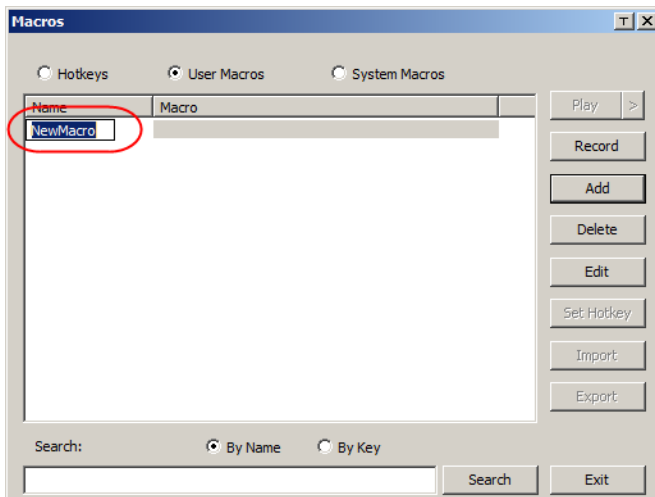 Macros
Hotkeys User Macros System Macros
Name Macro Play >
NewMacro
Record
Add
Delete
Edit
Set Hotkey
Import
Export
Search: By Name By Key
Search Exit